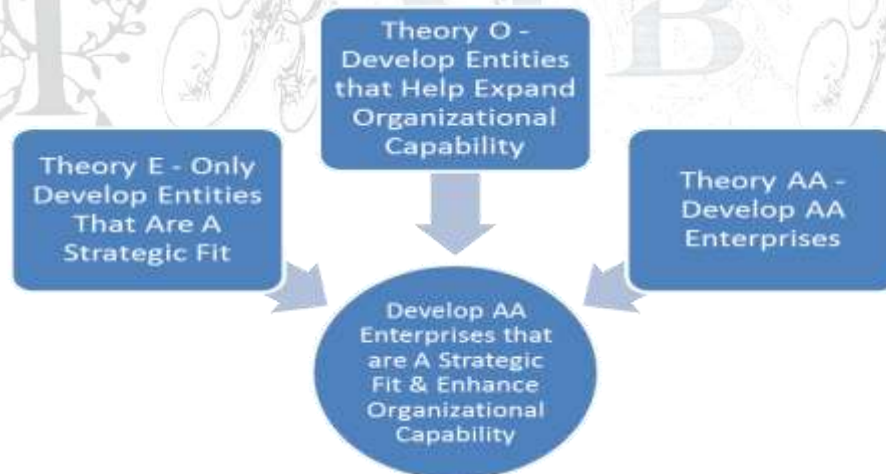 Theory O -
Develop Entities
that Help Expand
Organizational
Capability
Theory E - Only
Develop Entities
That Are A
Strategic Fit
Theory AA -
Develop AA
Enterprises
Develop AA
Enterprises that
are A Strategic
Fit & Enhance
Organizational
Capability